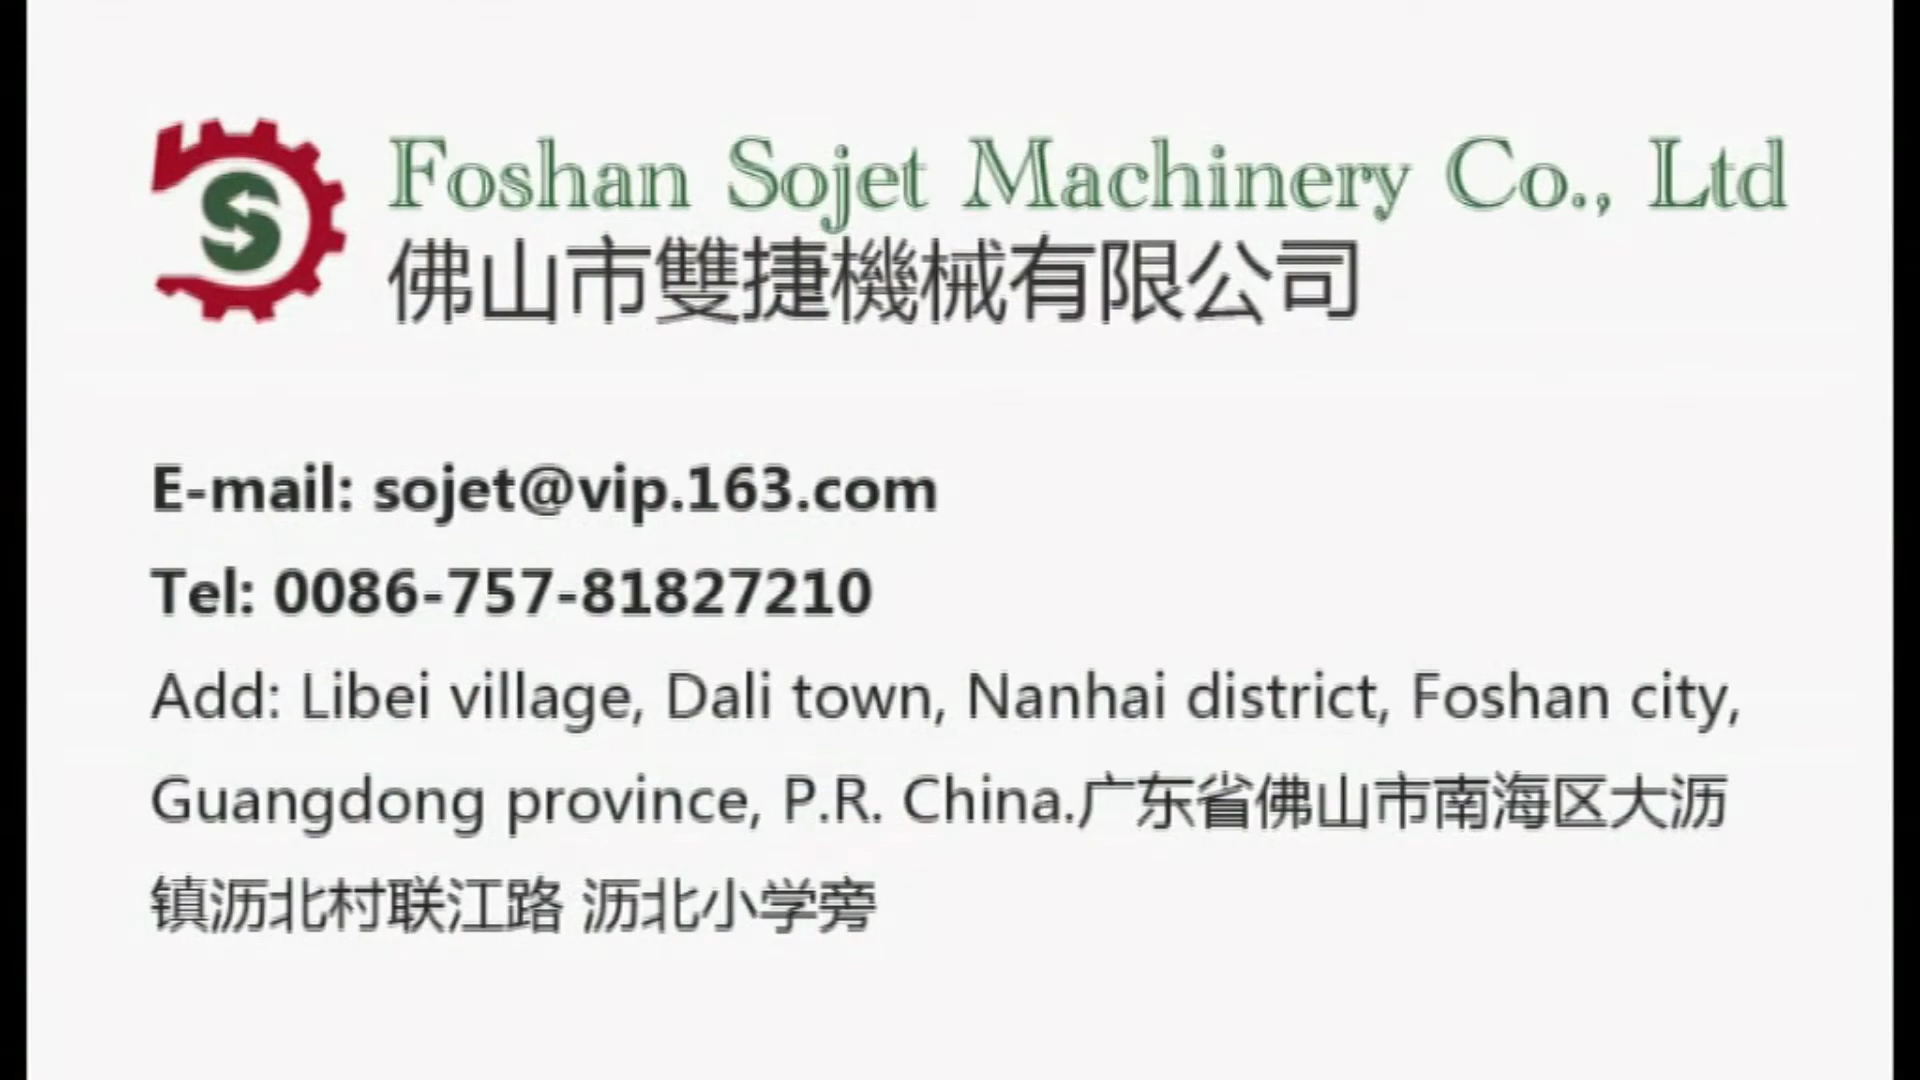 Foshan Sojet Machinery Co., Ltd
佛山市雙捷機械有限公司
E-mail: sojet@vip.163.com
Tel: 0086-757-81827210
Add: Libei village, Dali town, Nanhai district, Foshan city,
Guangdong province, P.R. China.广东省佛山市南海区大沥
镇沥北村联江路 沥北小学旁